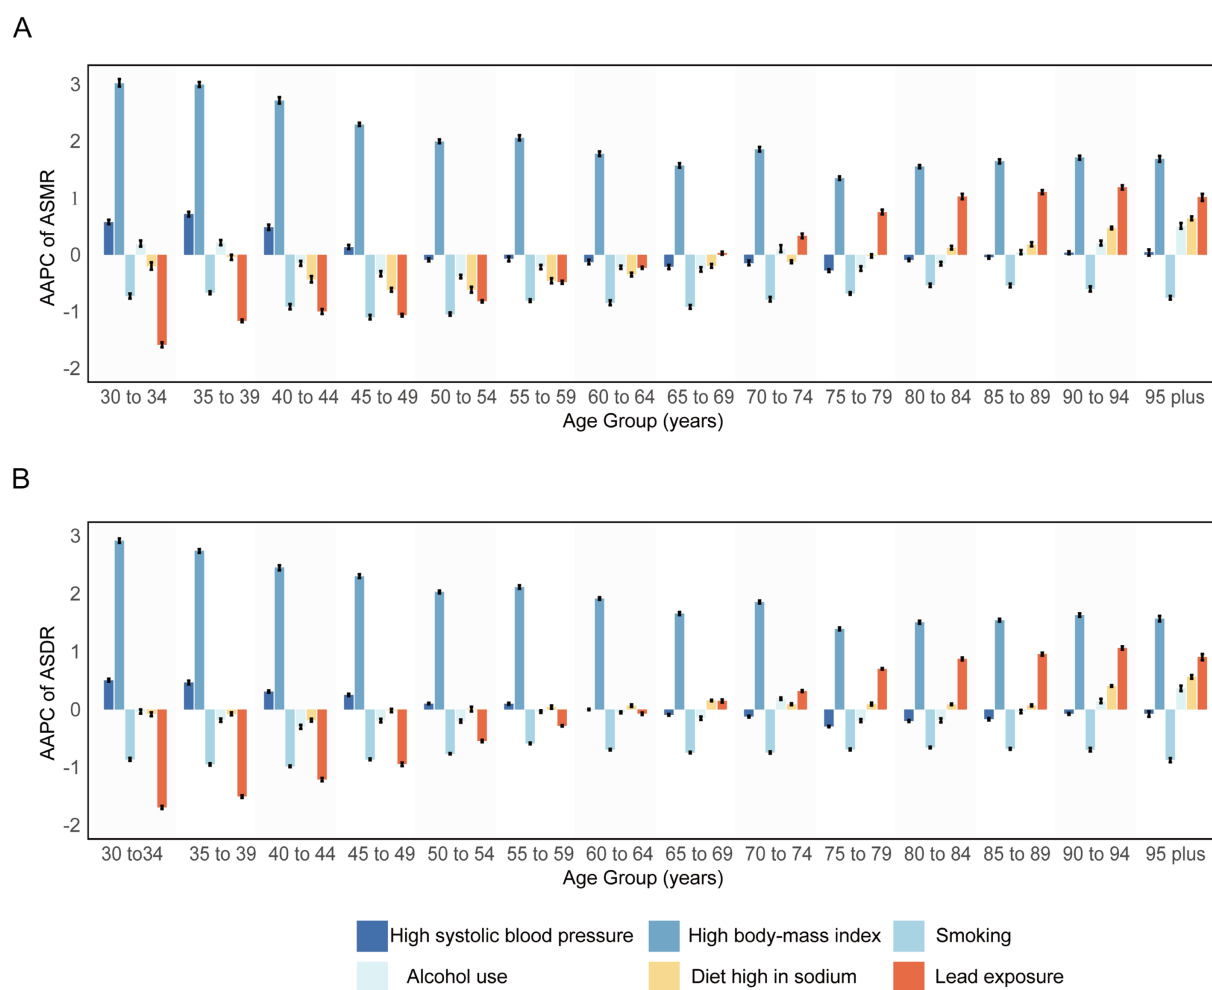 A
AAPC of ASMR
3
2
1
0
-1
-2
30 to 34 35 to 39 40 to 44 45 to 49 50 to 54 55 to 59 60 to 64 65 to 69 70 to 74 75 to 79 80 to 84 85 to 89 90 to 94 95 plus
Age Group (years)
B
AAPC of ASDR
3
2
1
0
-1
-2
30 to34 35 to 39 40 to 44 45 to 49 50 to 54 55 to 59 60 to 64 65 to 69 70 to 74 75 to 79 80 to 84 85 to 89 90 to 94 95 plus
Age Group (years)
High systolic blood pressure High body-mass index Smoking
Alcohol use Diet high in sodium Lead exposure